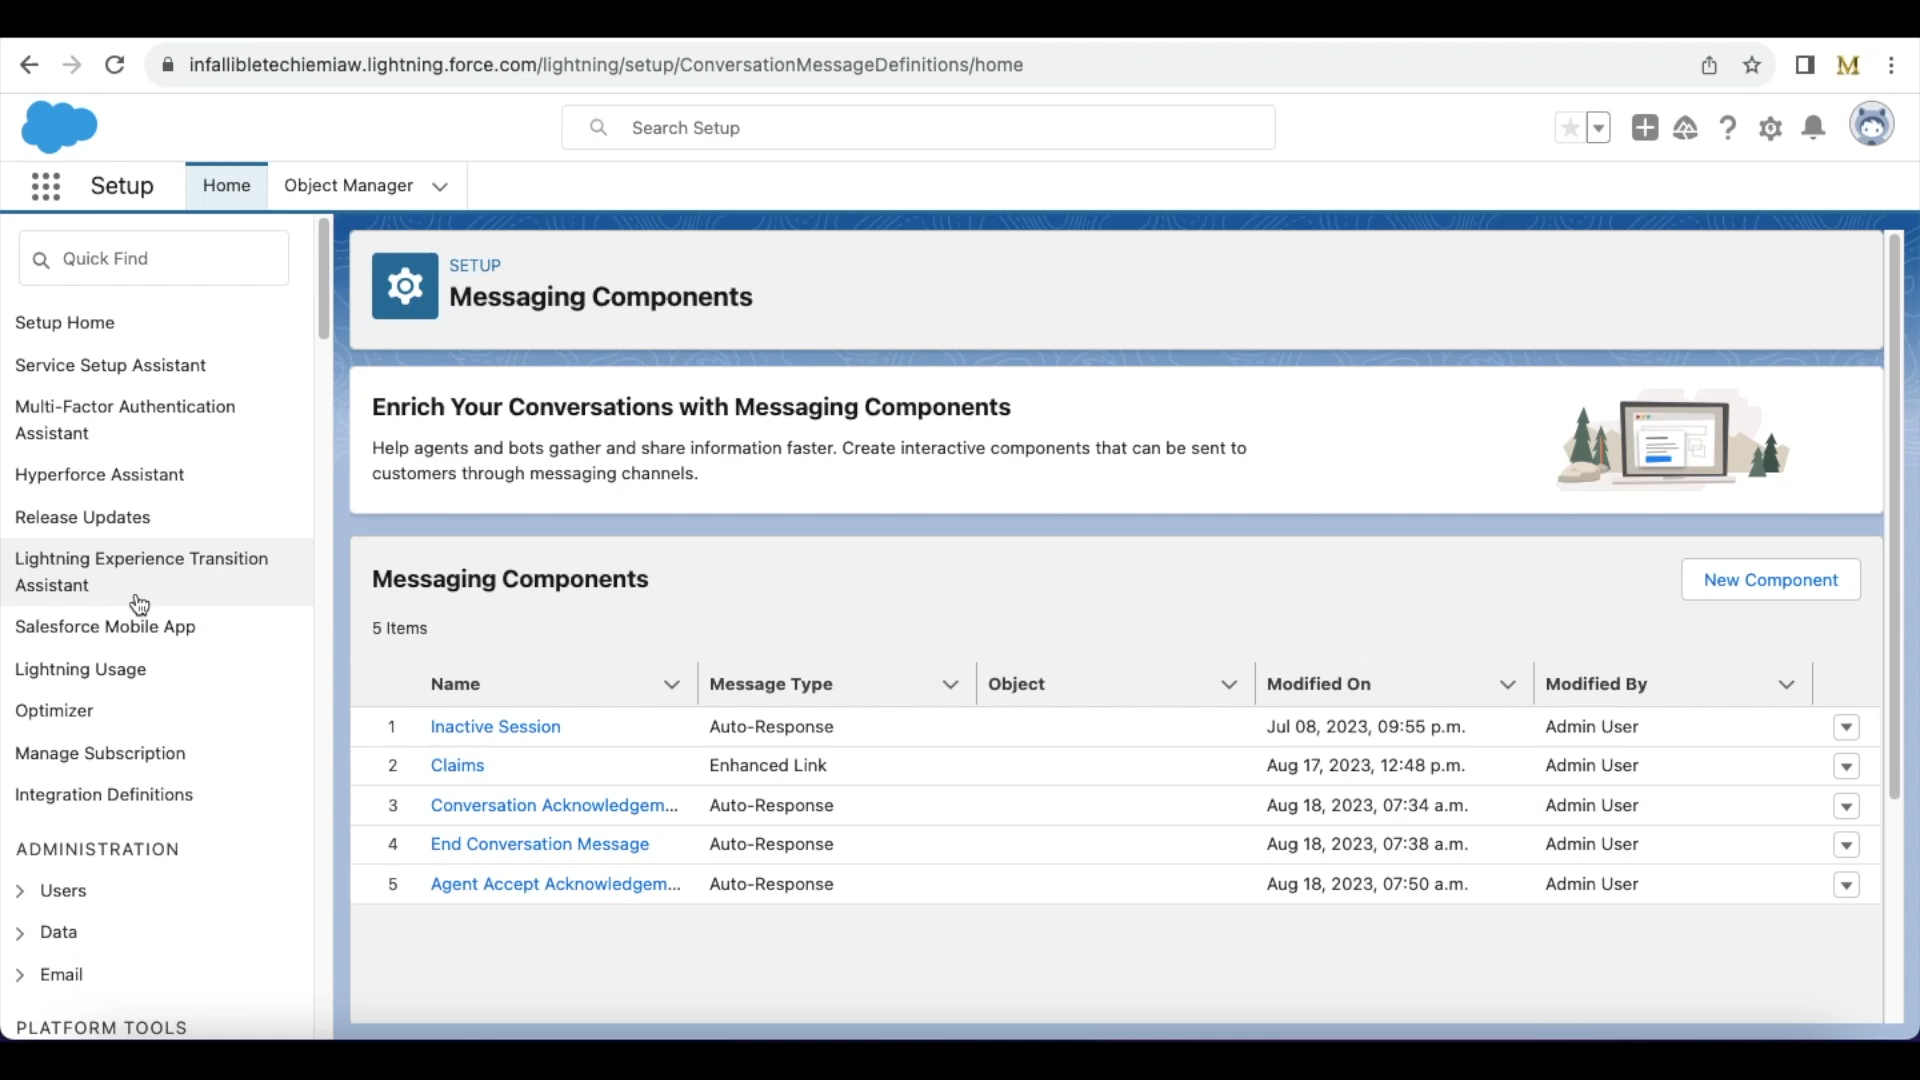 infallibletechiemiaw.lightning.force.com/lightning/setup/ConversationMessageDefinitions/home
M
Search Setup
Setup
Home
Object Manager
Quick Find
Setup Home
Service Setup Assistant
Multi-Factor Authentication
Assistant
Hyperforce Assistant
Release Updates
Lightning Experience Transition
Assistant
Salesforce Mobile App
Lightning Usage
Optimizer
Manage Subscription
Integration Definitions
ADMINISTRATION
Users
Data
Email
PLATFORM TOOLS
SETUP
Messaging Components
Enrich Your Conversations with Messaging Components
Help agents and bots gather and share information faster. Create interactive components that can be sent to
customers through messaging channels.
Messaging Components
New Component
5 Items
Name Message Type Object Modified On Modified By
1 Inactive Session Auto-Response Jul 08, 2023, 09:55 p.m. Admin User
2 Claims Enhanced Link Aug 17, 2023, 12:48 p.m. Admin User
3 Conversation Acknowledgem... Auto-Response Aug 18, 2023, 07:34 a.m. Admin User
4 End Conversation Message Auto-Response Aug 18, 2023, 07:38 a.m. Admin User
5 Agent Accept Acknowledgem... Auto-Response Aug 18, 2023, 07:50 a.m. Admin User